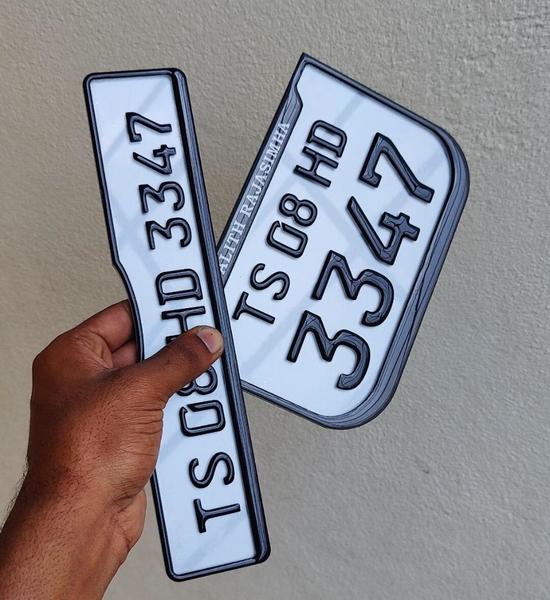 TS 08 HD 3347
TS 08 HD
3347
RAJASIMHA